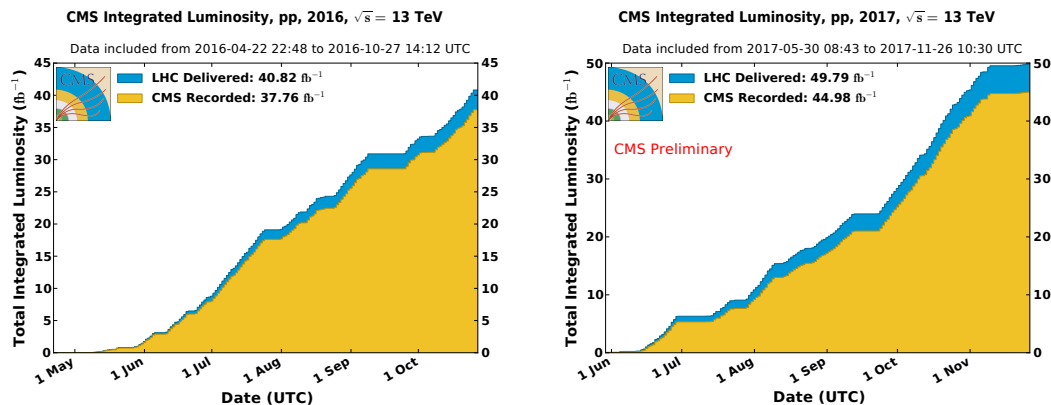 CMS Integrated Luminosity, pp, 2016, √s = 13 TeV
Data included from 2016-04-22 22:48 to 2016-10-27 14:12 UTC
CMS
LHC Delivered: 40.82 fb⁻¹
CMS Recorded: 37.76 fb⁻¹
Total Integrated Luminosity (fb⁻¹)
45
40
35
30
25
20
15
10
5
0
45
40
35
30
25
20
15
10
5
0
1 May
1 Jun
1 Jul
1 Aug
1 Sep
1 Oct
Date (UTC)
CMS Integrated Luminosity, pp, 2017, √s = 13 TeV
Data included from 2017-05-30 08:43 to 2017-11-26 10:30 UTC
CMS
LHC Delivered: 49.79 fb⁻¹
CMS Recorded: 44.98 fb⁻¹
CMS Preliminary
Total Integrated Luminosity (fb⁻¹)
50
40
30
20
10
0
50
40
30
20
10
0
1 Jun
1 Jul
1 Aug
1 Sep
1 Oct
1 Nov
Date (UTC)